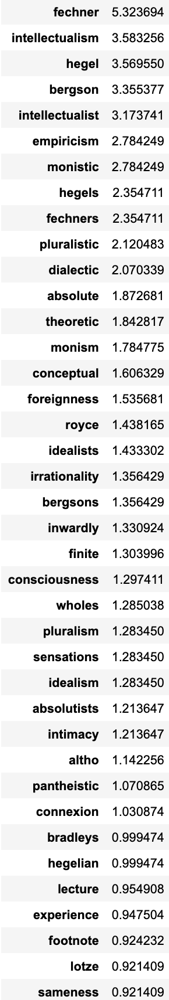 fechner 5.323694
intellectualism 3.583256
hegel 3.569550
bergson 3.355377
intellectualist 3.173741
empiricism 2.784249
monistic 2.784249
hegels 2.354711
fechners 2.354711
pluralistic 2.120483
dialectic 2.070339
absolute 1.872681
theoretic 1.842817
monism 1.784775
conceptual 1.606329
foreignness 1.535681
royce 1.438165
idealists 1.433302
irrationality 1.356429
bergsons 1.356429
inwardly 1.330924
finite 1.303996
consciousness 1.297411
wholes 1.285038
pluralism 1.283450
sensations 1.283450
idealism 1.283450
absolutists 1.213647
intimacy 1.213647
altho 1.142256
pantheistic 1.070865
connexion 1.030874
bradleys 0.999474
hegelian 0.999474
lecture 0.954908
experience 0.947504
footnote 0.924232
lotze 0.921409
sameness 0.921409